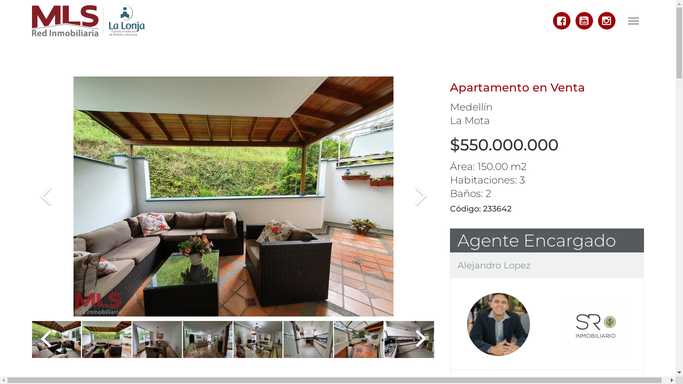 MLS
Red Inmobiliaria
La Lonja
Apartamento en Venta
Medellín
La Mota
$550.000.000
Área: 150.00 m2
Habitaciones: 3
Baños: 2
Código: 233642
MLS
Red Inmobiliaria
Agente Encargado
Alejandro Lopez
SR
INMOBILIARIO